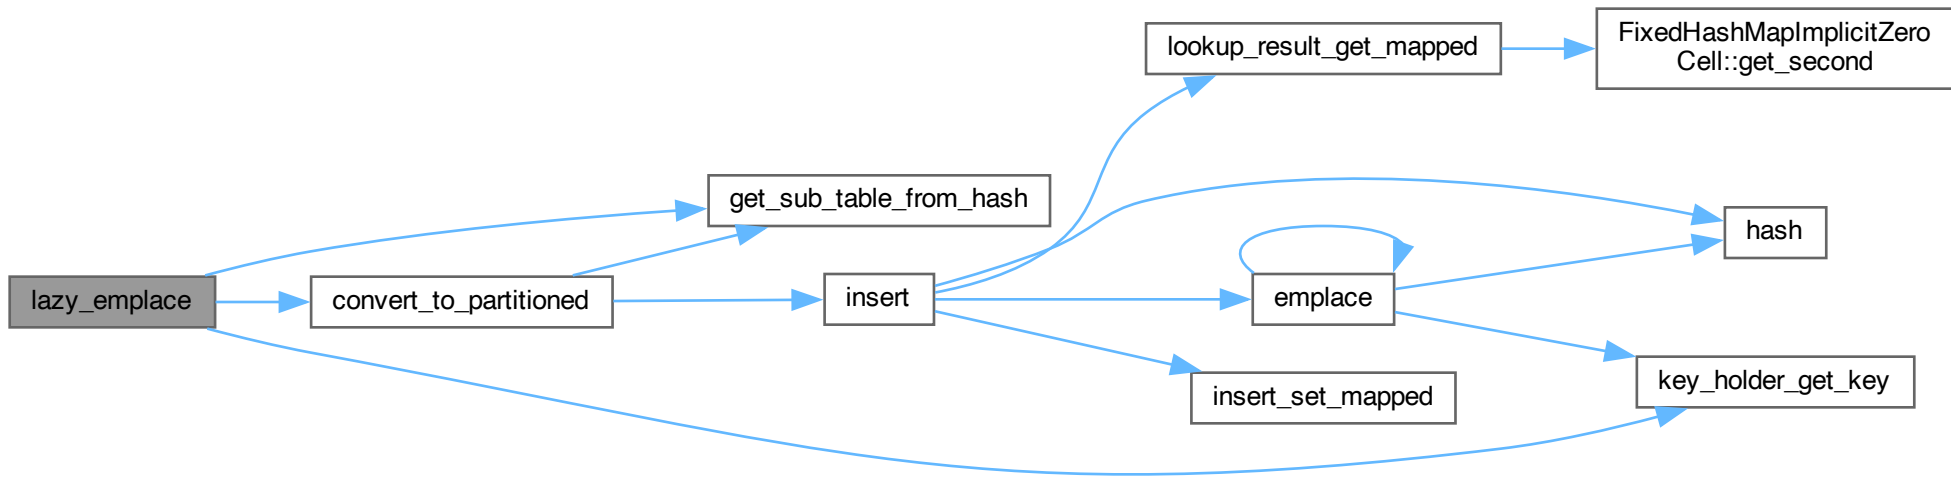 lookup_result_get_mapped
FixedHashMapImplicitZero
Cell::get_second
get_sub_table_from_hash
hash
lazy_emplace
convert_to_partitioned
insert
emplace
key_holder_get_key
insert_set_mapped